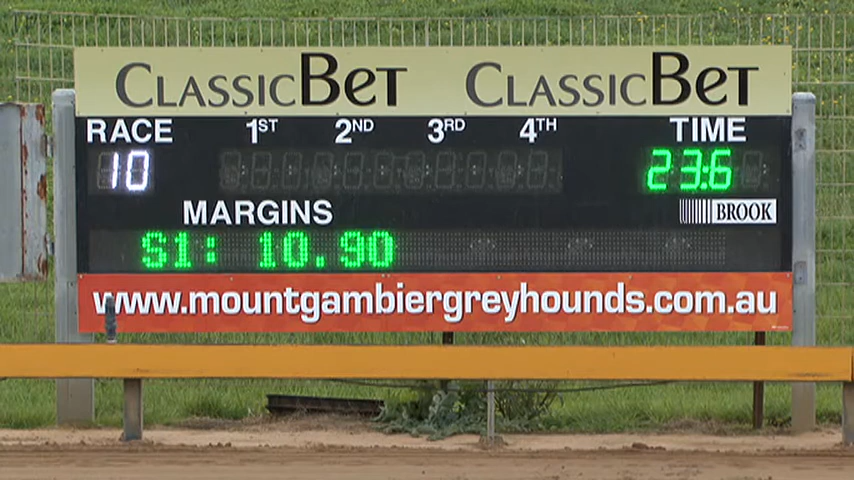 CLASSICBET CLASSICBET
RACE 1ST 2ND 3RD 4TH TIME
10 23:6
MARGINS BROOK
S1: 10.90
www.mountgambiergreyhounds.com.au